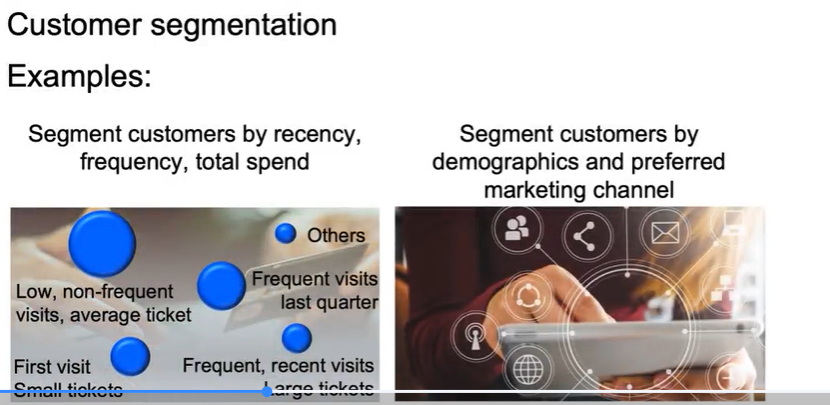 Customer segmentation
Examples:
Segment customers by recency,
frequency, total spend
Segment customers by
demographics and preferred
marketing channel
Others
Low, non-frequent
visits, average ticket
Frequent visits
last quarter
First visit
Small tickets
Frequent, recent visits
Large tickets